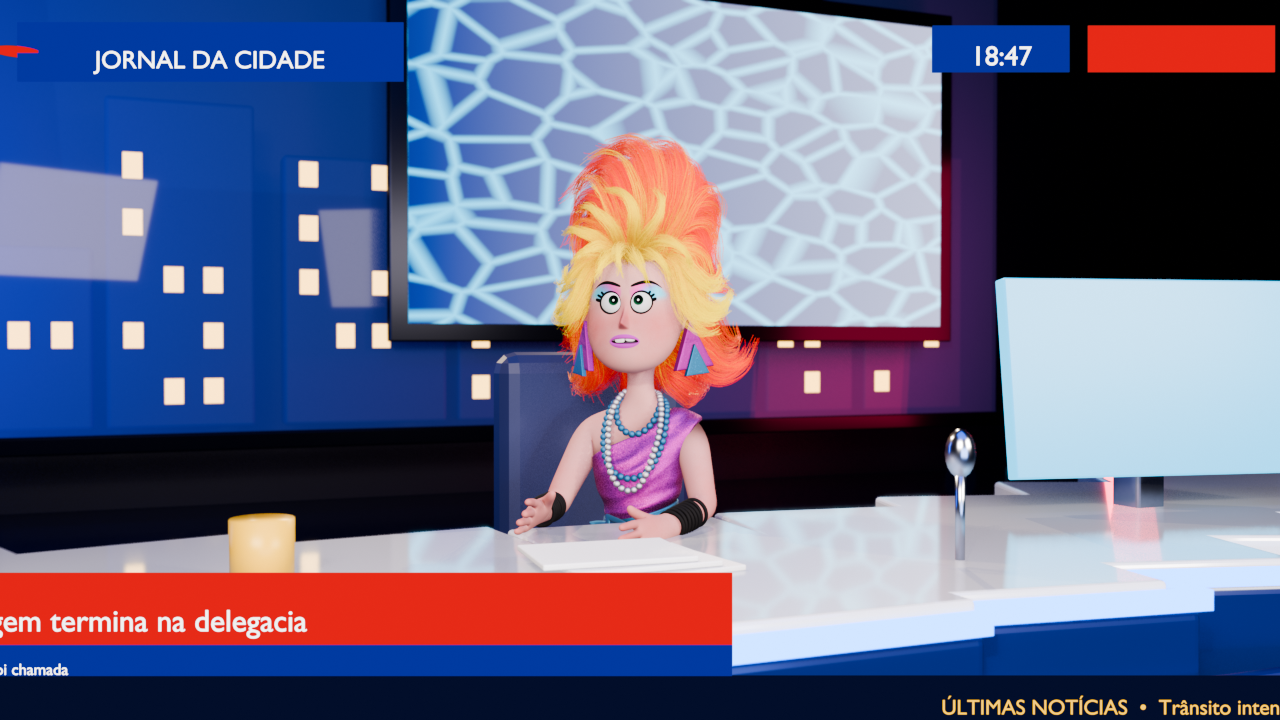 JORNAL DA CIDADE
18:47
gem termina na delegacia
oi chamada
ÚLTIMAS NOTÍCIAS • Trânsito inten